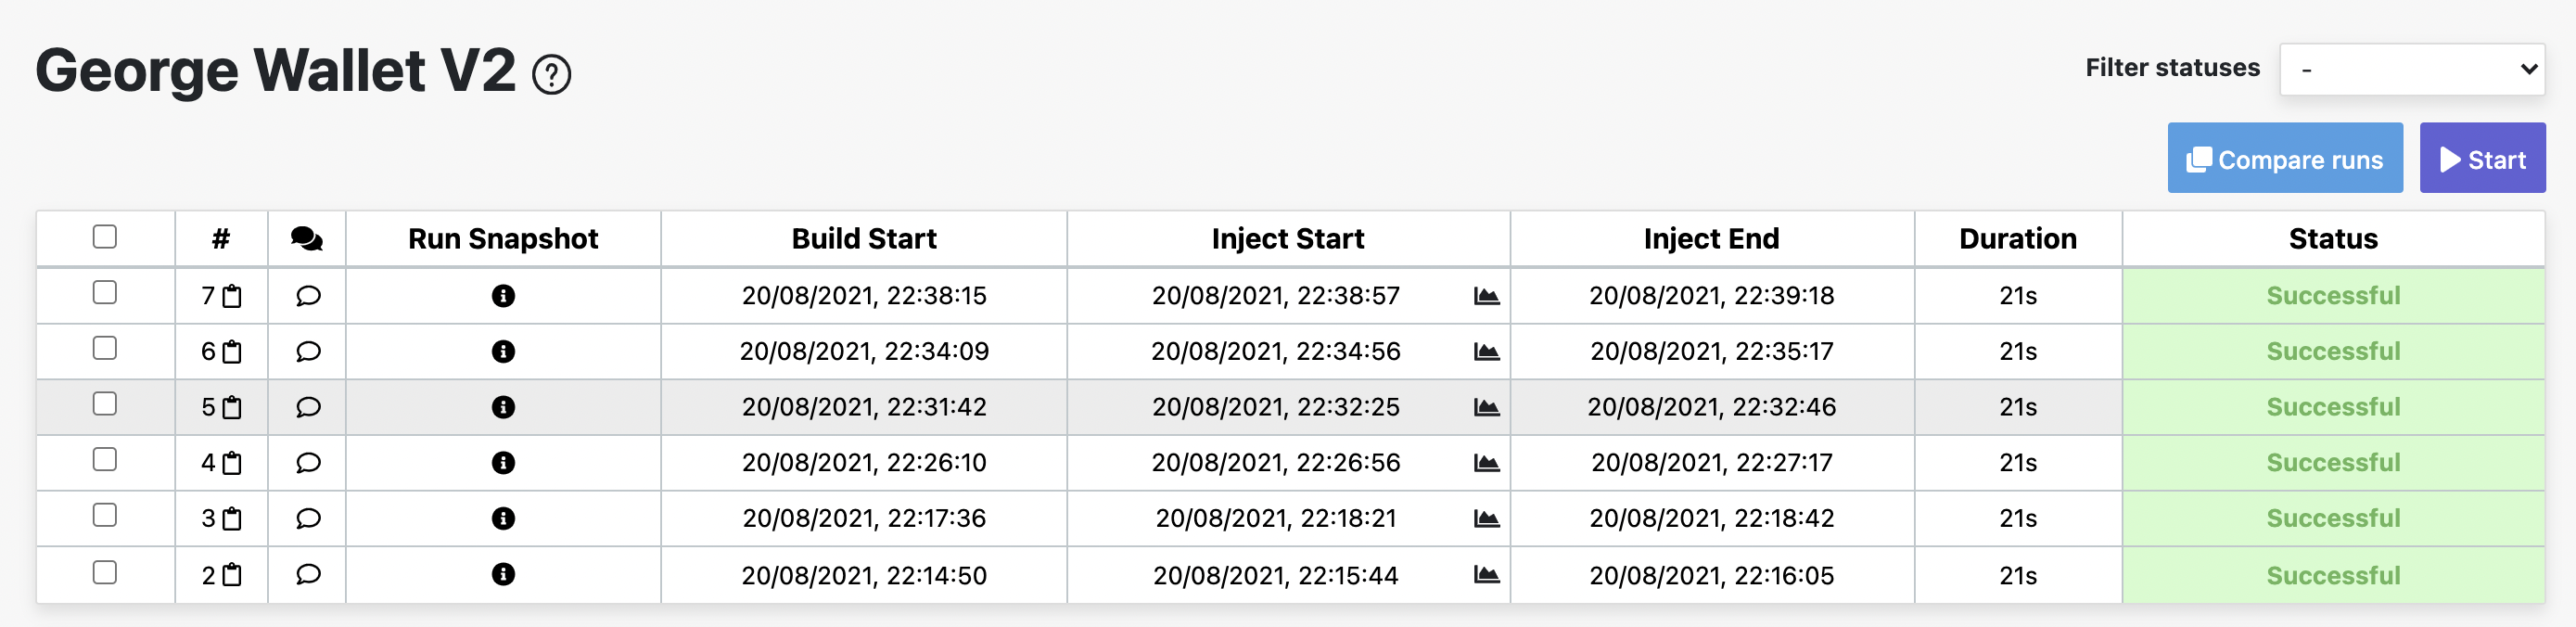 George Wallet V2
Filter statuses -
Compare runs Start
# Run Snapshot Build Start Inject Start Inject End Duration Status
7 20/08/2021, 22:38:15 20/08/2021, 22:38:57 20/08/2021, 22:39:18 21s Successful
6 20/08/2021, 22:34:09 20/08/2021, 22:34:56 20/08/2021, 22:35:17 21s Successful
5 20/08/2021, 22:31:42 20/08/2021, 22:32:25 20/08/2021, 22:32:46 21s Successful
4 20/08/2021, 22:26:10 20/08/2021, 22:26:56 20/08/2021, 22:27:17 21s Successful
3 20/08/2021, 22:17:36 20/08/2021, 22:18:21 20/08/2021, 22:18:42 21s Successful
2 20/08/2021, 22:14:50 20/08/2021, 22:15:44 20/08/2021, 22:16:05 21s Successful